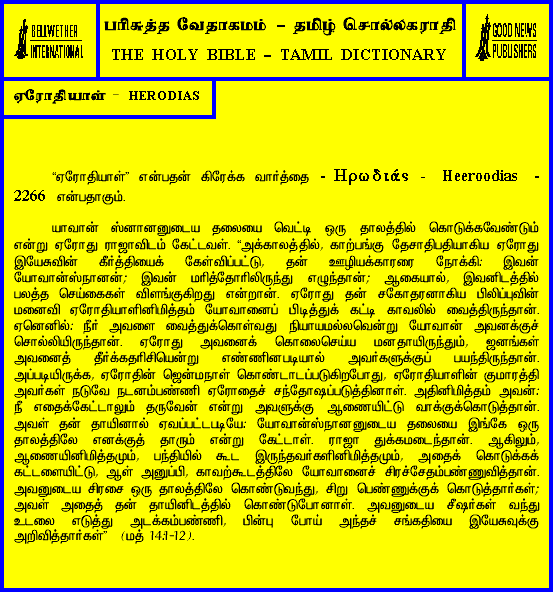 BELLWETHER
INTERNATIONAL
பரிசுத்த வேதாகமம் – தமிழ் சொல்லகராதி
THE HOLY BIBLE – TAMIL DICTIONARY
GOOD NEWS
PUBLISHERS
ஏரோதியாள் – HERODIAS
“ஏரோதியாள்” என்பதன் கிரேக்க வார்த்தை - Ηρωδιάς - Heeroodias -
2266 என்பதாகும்.
யாவான் ஸ்னானனுடைய தலையை வெட்டி ஒரு தாலத்தில் கொடுக்கவேண்டும்
என்று ஏரோது ராஜாவிடம் கேட்டவள். “அக்காலத்தில், காற்பங்கு தேசாதிபதியாகிய ஏரோது
இயேசுவின் கீர்த்தியைக் கேள்விப்பட்டு, தன் ஊழியக்காரரை நோக்கி: இவன்
யோவான்ஸ்நானன்; இவன் மரித்தோரிலிருந்து எழுந்தான்; ஆகையால், இவனிடத்தில்
பலத்த செய்கைகள் விளங்குகிறது என்றான். ஏரோது தன் சகோதரனாகிய பிலிப்புவின்
மனைவி ஏரோதியாளினிமித்தம் யோவானைப் பிடித்துக் கட்டி காவலில் வைத்திருந்தான்.
ஏனெனில்: நீர் அவளை வைத்துக்கொள்வது நியாயமல்லவென்று யோவான் அவனக்குச்
சொல்லியிருந்தான். ஏரோது அவனைக் கொலைசெய்ய மனதாயிருந்தும், ஜனங்கள்
அவனைத் தீர்க்கதரிசியென்று எண்ணினபடியால் அவர்களுக்குப் பயந்திருந்தான்.
அப்படியிருக்க, ஏரோதின் ஜென்மநாள் கொண்டாடப்படுகிறபோது, ஏரோதியாளின் குமாரத்தி
அவர்கள் நடுவே நடனம்பண்ணி ஏரோதைச் சந்தோஷப்படுத்தினாள். அதினிமித்தம் அவன்:
நீ எதைக்கேட்டாலும் தருவேன் என்று அவளுக்கு ஆணையிட்டு வாக்குக்கொடுத்தான்.
அவள் தன் தாயினால் ஏவப்பட்டபடியே: யோவான்ஸ்நானனுடைய தலையை இங்கே ஒரு
தாலத்திலே எனக்குத் தாரும் என்று கேட்டாள். ராஜா துக்கமடைந்தான். ஆகிலும்,
ஆணையினிமித்தமும், பந்தியில் கூட இருந்தவர்களினிமித்தமும், அதைக் கொடுக்கக்
கட்டளையிட்டு, ஆள் அனுப்பி, காவற்கூடத்திலே யோவானைச் சிரச்சேதம்பண்ணுவித்தான்.
அவனுடைய சிரசை ஒரு தாலத்திலே கொண்டுவந்து, சிறு பெண்ணுக்குக் கொடுத்தார்கள்;
அவள் அதைத் தன் தாயினிடத்தில் கொண்டுபோனாள். அவனுடைய சீஷர்கள் வந்து
உடலை எடுத்து அடக்கம்பண்ணி, பின்பு போய் அந்தச் சங்கதியை இயேசுவுக்கு
அறிவித்தார்கள்” (மத் 14:1-12).